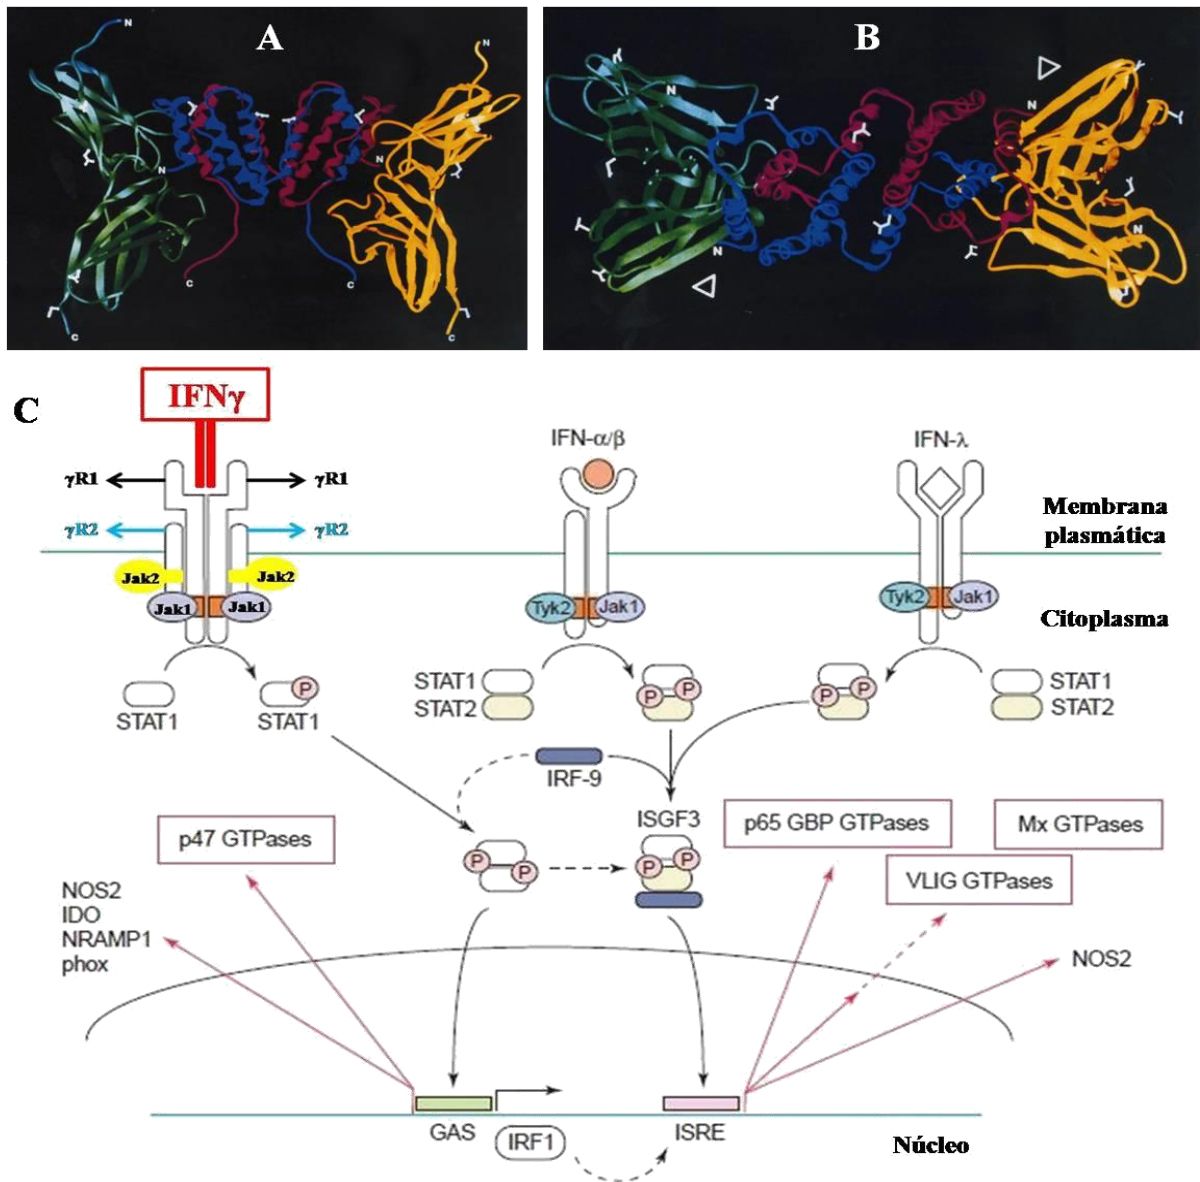 A
N
N
N
N
C
C
C
C
B
N
N
N
N
C
IFNγ
γR1
γR1
γR2
γR2
Jak2
Jak2
Jak1
Jak1
IFN-α/β
Tyk2
Jak1
IFN-λ
Tyk2
Jak1
Membrana
plasmática
Citoplasma
STAT1
P
STAT1
STAT1
STAT2
P
P
P
P
STAT1
STAT2
IRF-9
P
P
ISGF3
P
P
p47 GTPases
p65 GBP GTPases
Mx GTPases
VLIG GTPases
NOS2
IDO
NRAMP1
phox
NOS2
GAS
IRF1
ISRE
Núcleo